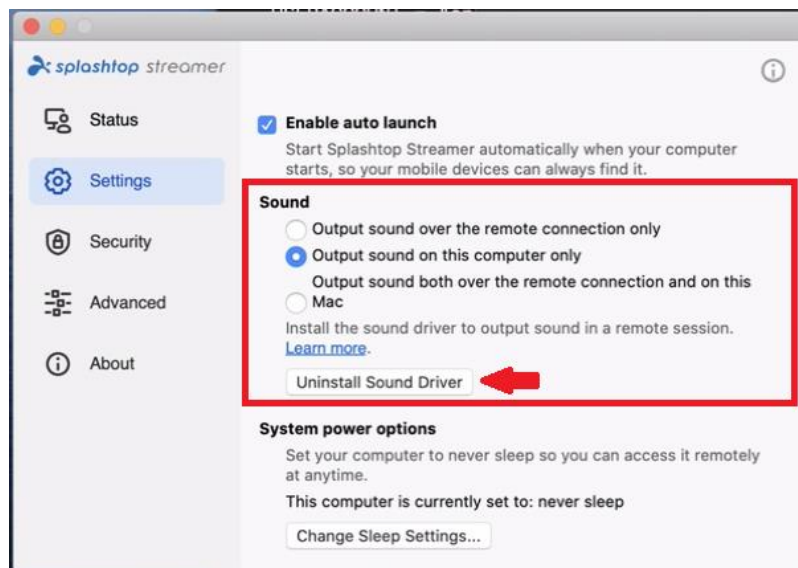 splashtop streamer
Status
Settings
Security
Advanced
About
Enable auto launch
Start Splashtop Streamer automatically when your computer
starts, so your mobile devices can always find it.
Sound
Output sound over the remote connection only
Output sound on this computer only
Output sound both over the remote connection and on this
Mac
Install the sound driver to output sound in a remote session.
Learn more.
Uninstall Sound Driver
System power options
Set your computer to never sleep so you can access it remotely
at anytime.
This computer is currently set to: never sleep
Change Sleep Settings...